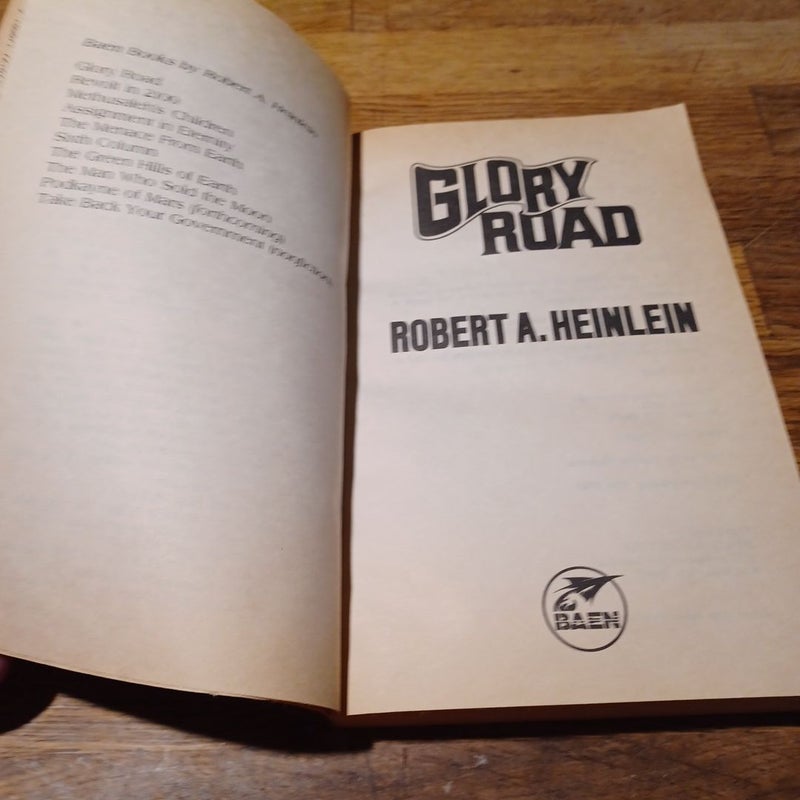 Baen Books by Robert A. Heinlein
Glory Road
Revolt in 2100
Methuselah's Children
Assignment in Eternity
The Menace From Earth
Sixth Column
The Green Hills of Earth
The Man Who Sold the Moon
Podkayne of Mars (forthcoming)
Take Back Your Government (nonfiction)
GLORY
ROAD
ROBERT A. HEINLEIN
BAEN